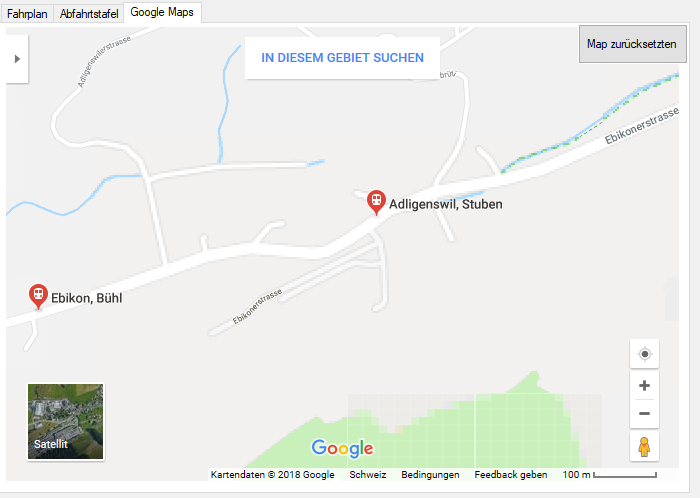 Fahrplan
Abfahrtstafel
Google Maps
Map zurücksetzten
IN DIESEM GEBIET SUCHEN
Adligenswilerstrasse
Ebikonerstrasse
Adligenswil, Stuben
Ebikon, Bühl
Ebikonerstrasse
Satellit
Google
Kartendaten © 2018 Google
Schweiz
Bedingungen
Feedback geben
100 m